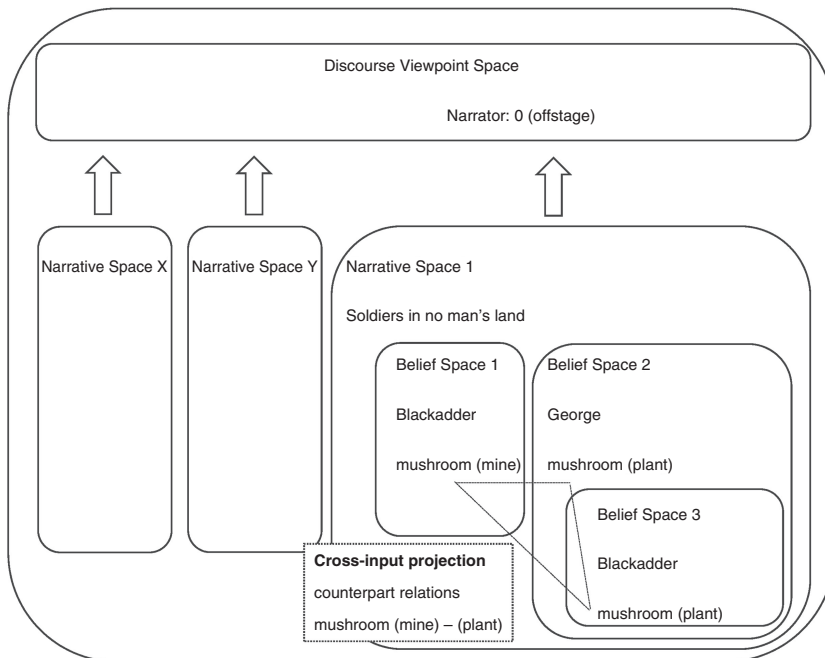 Discourse Viewpoint Space
Narrator: 0 (offstage)
Narrative Space X
Narrative Space Y
Narrative Space 1
Soldiers in no man's land
Belief Space 1
Blackadder
mushroom (mine)
Belief Space 2
George
mushroom (plant)
Belief Space 3
Blackadder
mushroom (plant)
Cross-input projection
counterpart relations
mushroom (mine) – (plant)